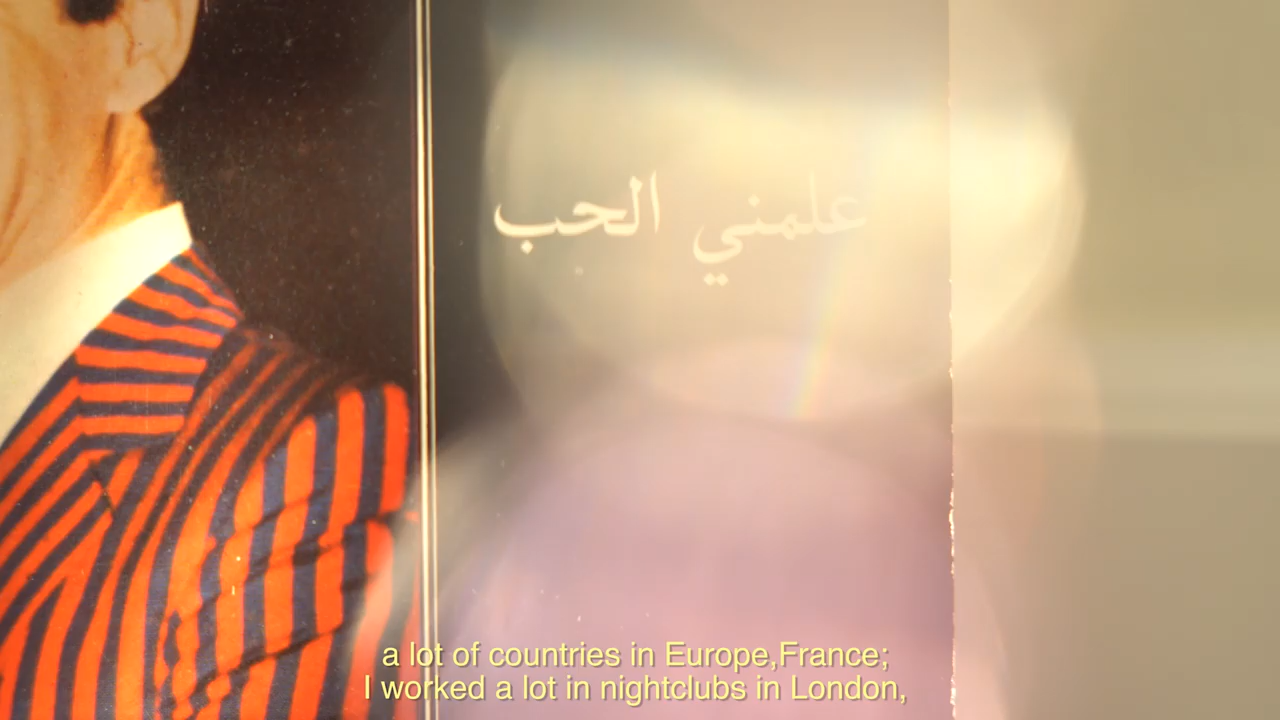 علمني الحب
a lot of countries in Europe,France;
I worked a lot in nightclubs in London,